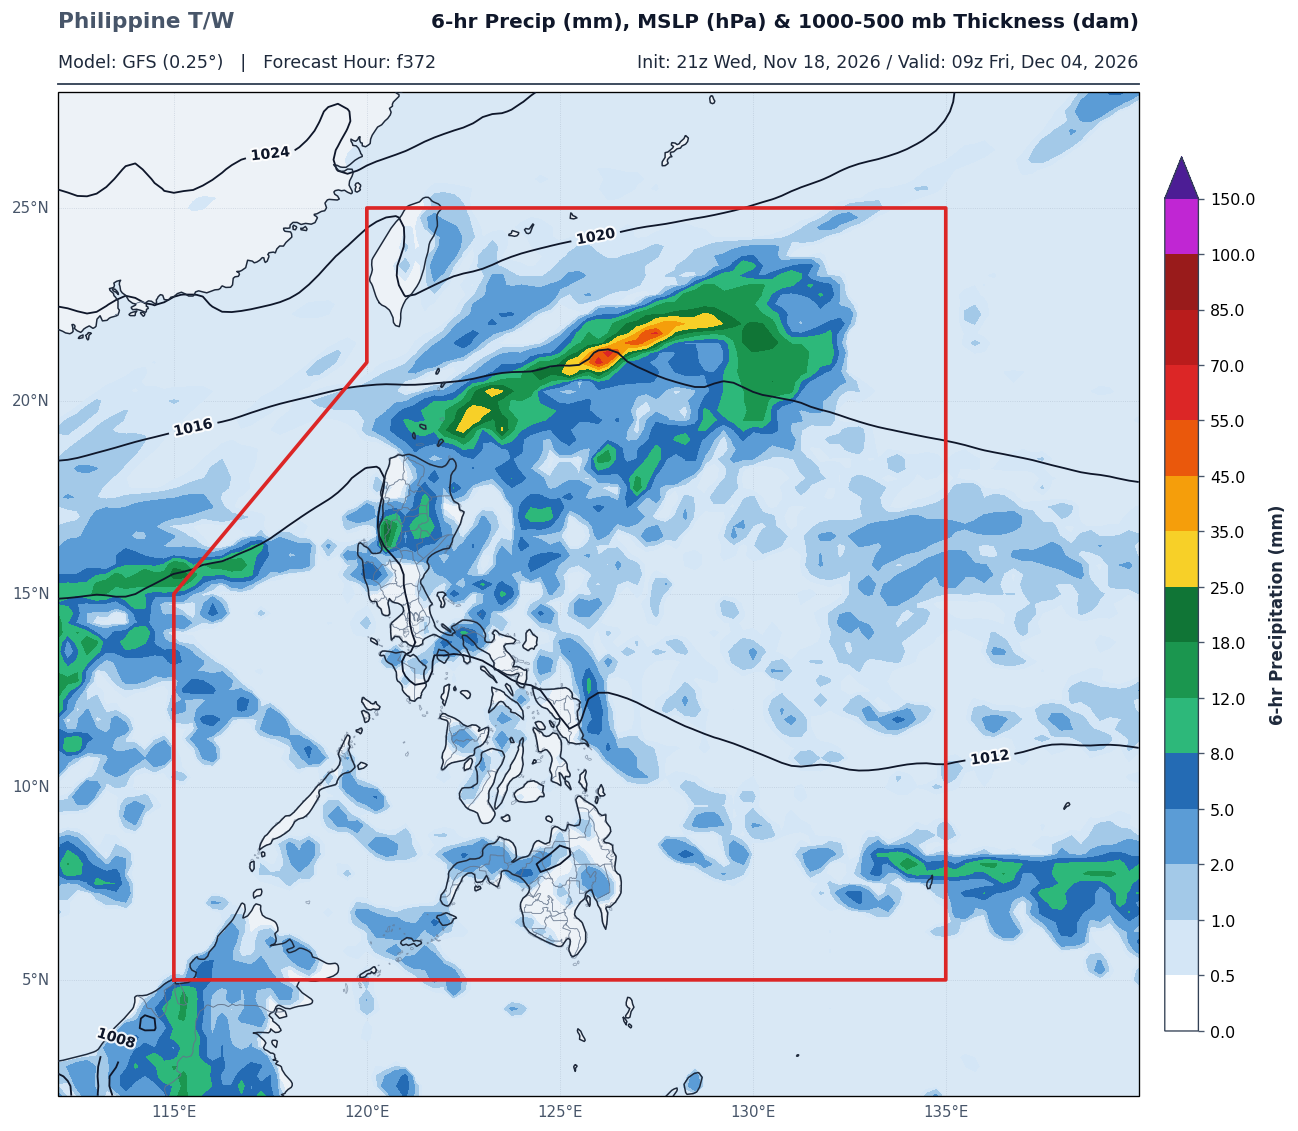 Philippine T/W
6-hr Precip (mm), MSLP (hPa) & 1000-500 mb Thickness (dam)
Model: GFS (0.25°) | Forecast Hour: f372
Init: 21z Wed, Nov 18, 2026 / Valid: 09z Fri, Dec 04, 2026
1024
1020
1016
1012
1008
25°N
20°N
15°N
10°N
5°N
115°E
120°E
125°E
130°E
135°E
150.0
100.0
85.0
70.0
55.0
45.0
35.0
25.0
18.0
12.0
8.0
5.0
2.0
1.0
0.5
0.0
6-hr Precipitation (mm)